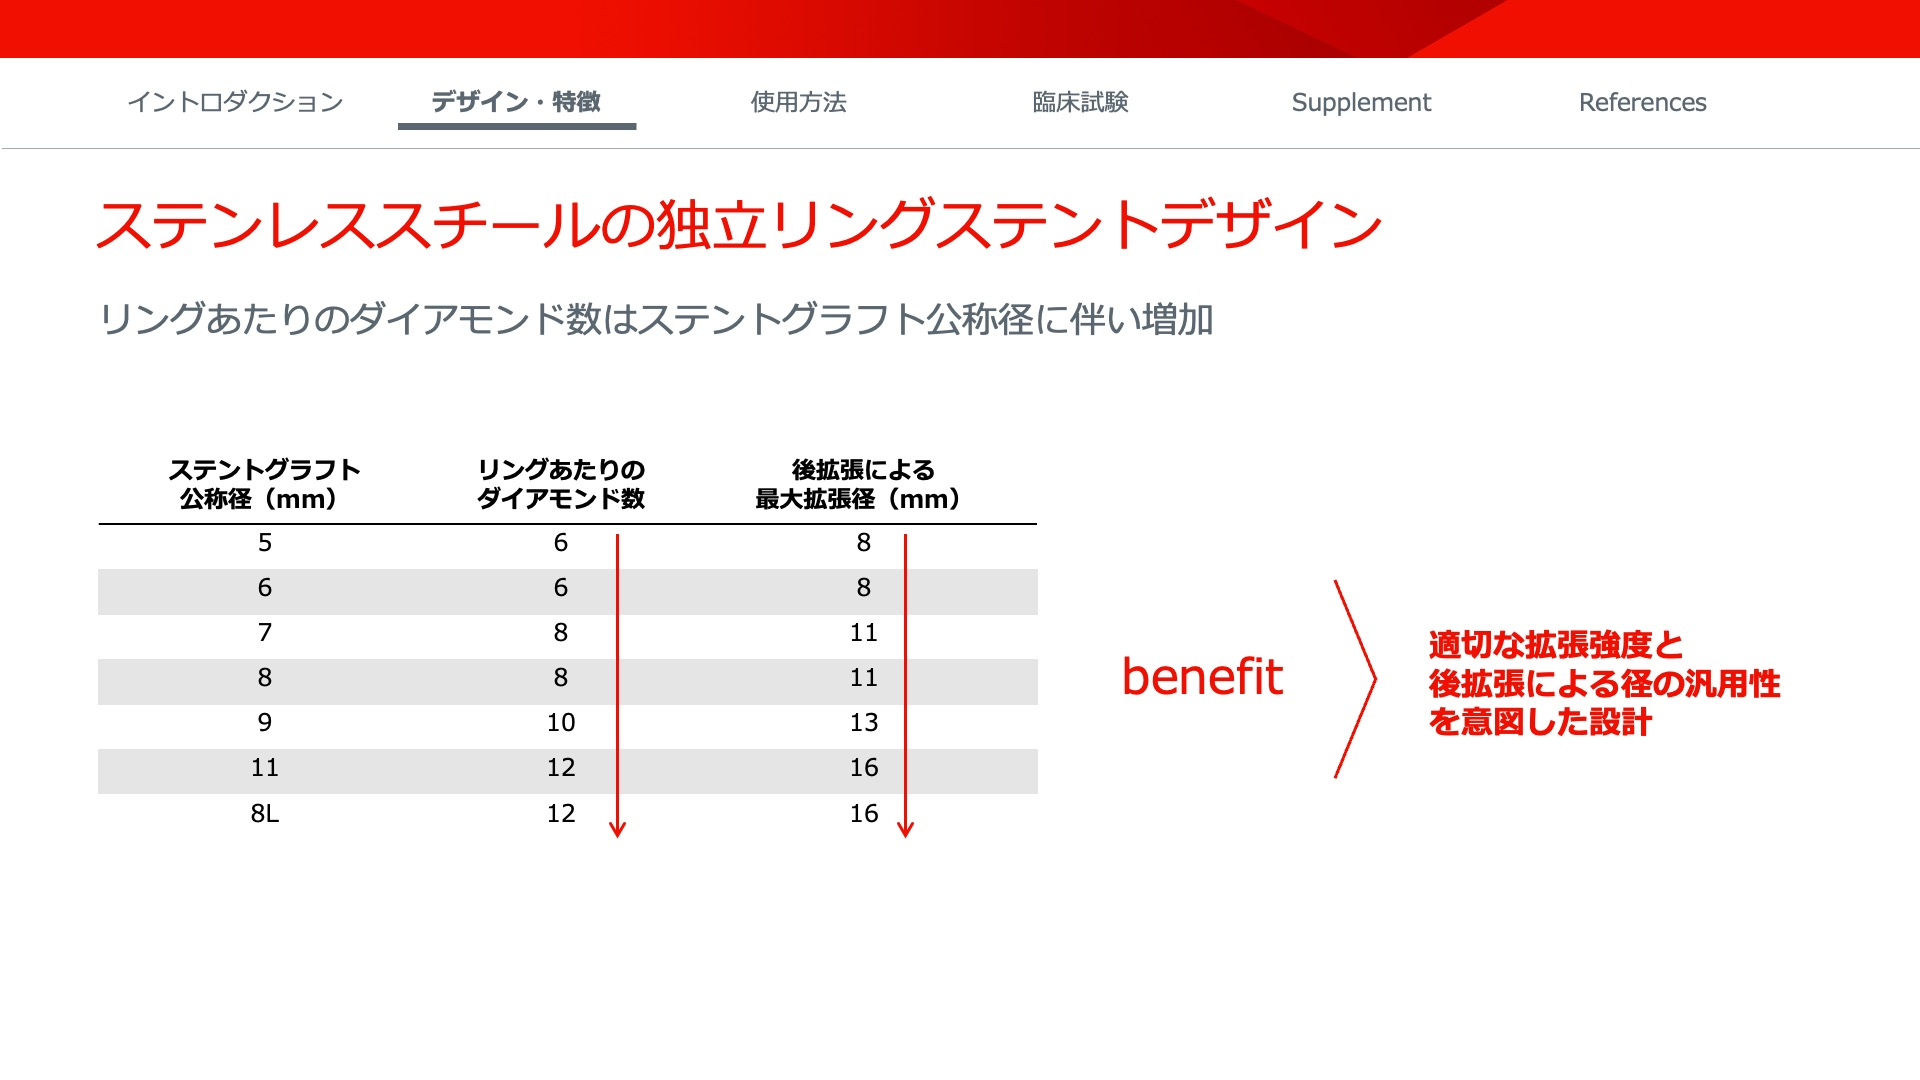 イントロダクション
デザイン・特徴
使用方法
臨床試験
Supplement
References
ステンレススチールの独立リングステントデザイン
リングあたりのダイアモンド数はステントグラフト公称径に伴い増加
ステントグラフト
公称径（mm）
リングあたりの
ダイアモンド数
後拡張による
最大拡張径（mm）
5 6 8
6 6 8
7 8 11
8 8 11
9 10 13
11 12 16
8L 12 16
benefit
適切な拡張強度と
後拡張による径の汎用性
を意図した設計